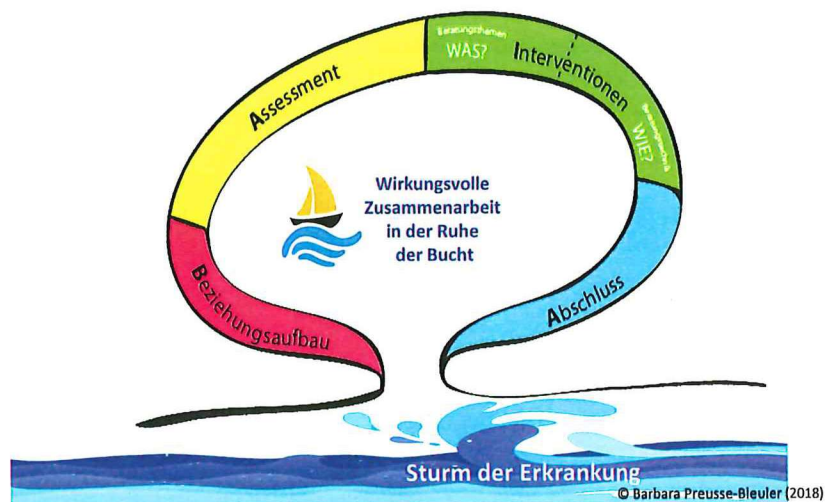 Beratungsthemen
WAS?
Interventionen
Assessment
Beratungstechnik
WIE?
Wirkungsvolle
Zusammenarbeit
in der Ruhe
der Bucht
Beziehungsaufbau
Abschluss
Sturm der Erkrankung
© Barbara Preusse-Bleuler (2018)